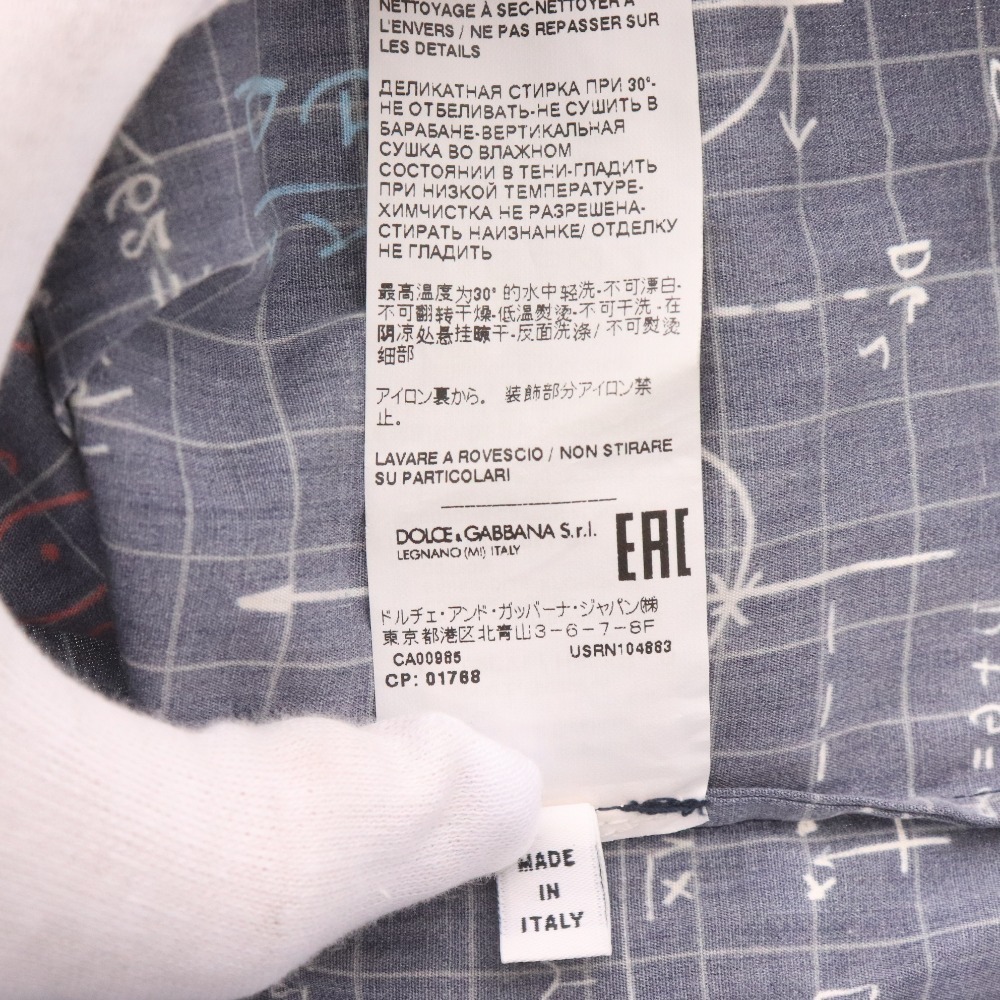 NETTOYAGE À SEC-NETTOYER À
L'ENVERS / NE PAS REPASSER SUR
LES DETAILS
ДЕЛИКАТНАЯ СТИРКА ПРИ 30°-
НЕ ОТБЕЛИВАТЬ-НЕ СУШИТЬ В
БАРАБАНЕ-ВЕРТИКАЛЬНАЯ
СУШКА ВО ВЛАЖНОМ
СОСТОЯНИИ В ТЕНИ-ГЛАДИТЬ
ПРИ НИЗКОЙ ТЕМПЕРАТУРЕ-
ХИМЧИСТКА НЕ РАЗРЕШЕНА-
СТИРАТЬ НАИЗНАНКЕ/ ОТДЕЛКУ
НЕ ГЛАДИТЬ
最高温度为30° 的水中轻洗-不可漂白-
不可翻转干燥-低温熨烫-不可干洗-在
阴凉处悬挂晾干-反面洗涤/ 不可熨烫
细部
アイロン裏から。 装飾部分アイロン禁
止。
LAVARE A ROVESCIO / NON STIRARE
SU PARTICOLARI
DOLCE & GABBANA S.r.l.
LEGNANO (MI) ITALY
EAC
ドルチェ・アンド・ガッバーナ・ジャパン㈱
東京都港区北青山3-6-7-8F
CA00985 USRN104883
CP: 01768
MADE
IN
ITALY